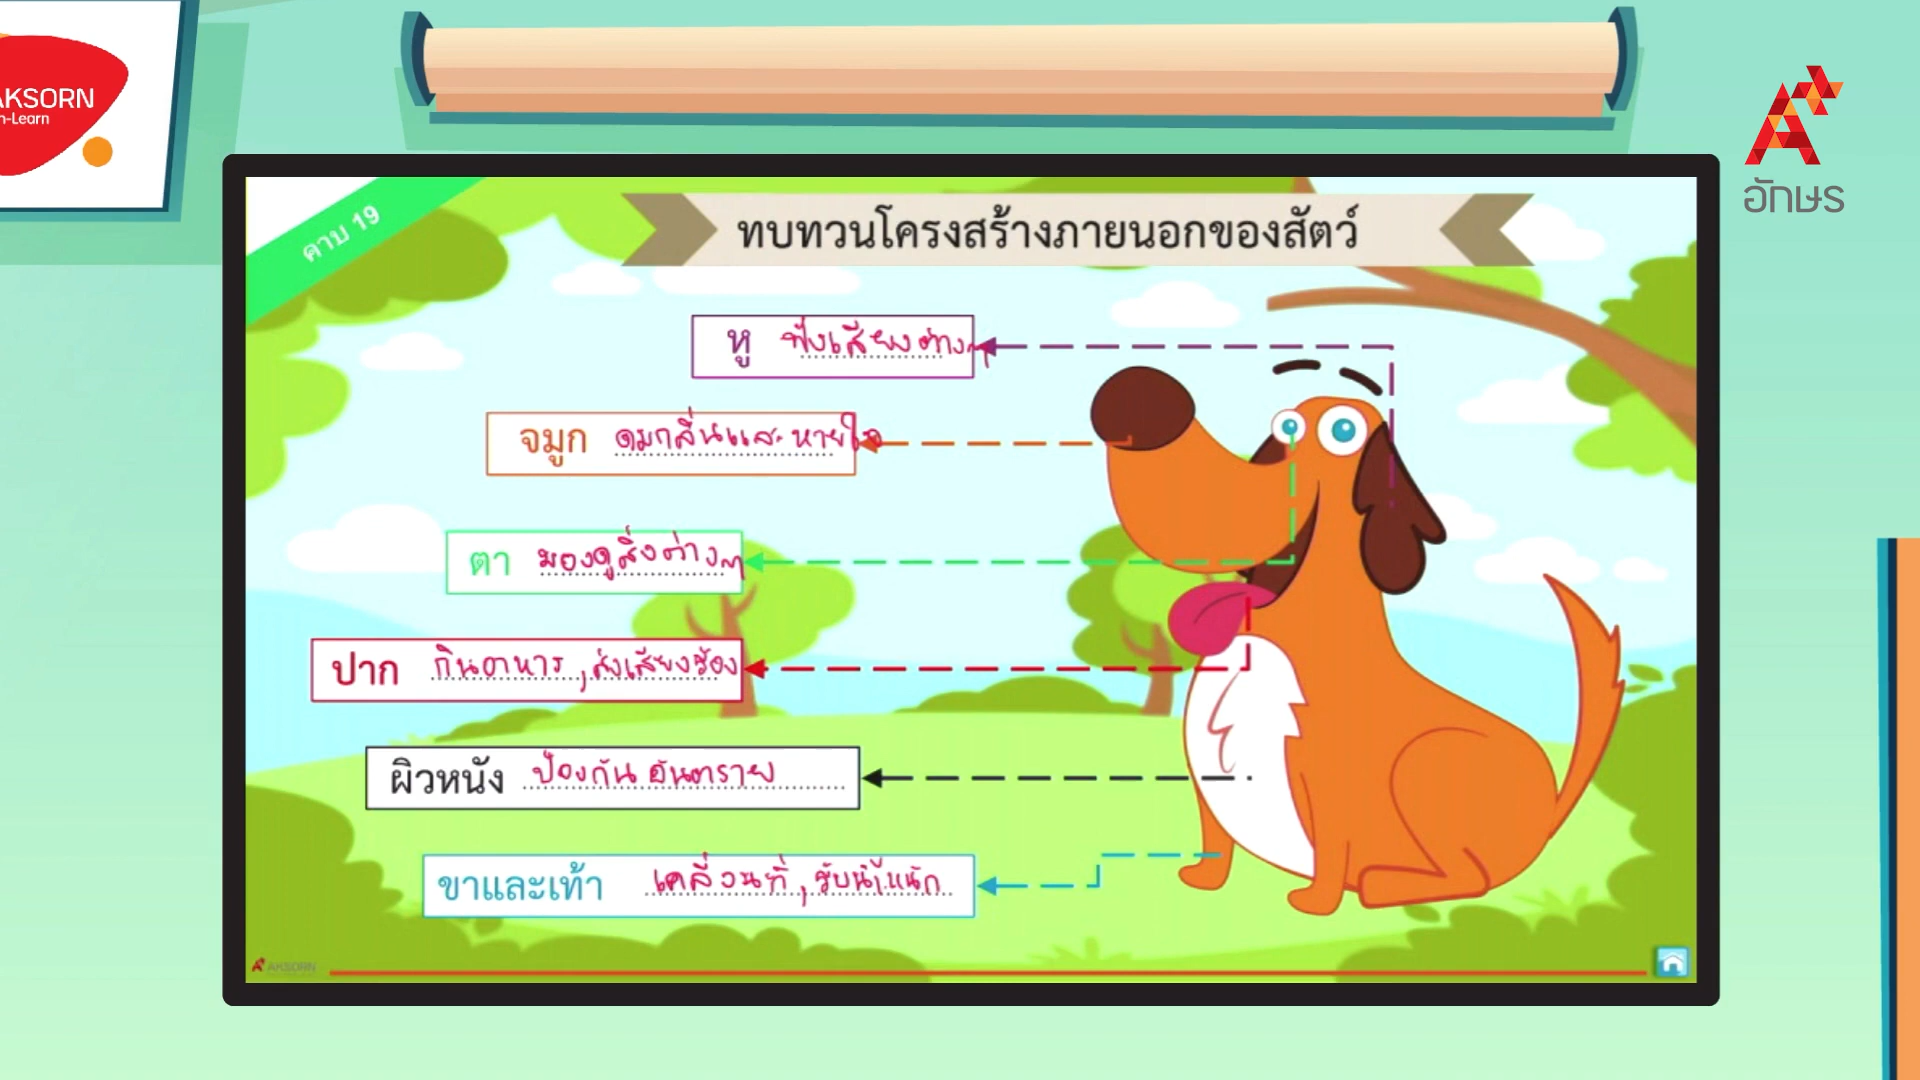 AKSORN
n-Learn
อักษร
คาบ 19
ทบทวนโครงสร้างภายนอกของสัตว์
หู ฟังเสียงต่างๆ
จมูก ดมกลิ่นและหายใจ
ตา มองดูสิ่งต่างๆ
ปาก กินอาหาร , ส่งเสียงร้อง
ผิวหนัง ป้องกันอันตราย
ขาและเท้า เคลื่อนที่ , รับน้ำหนัก
AKSORN